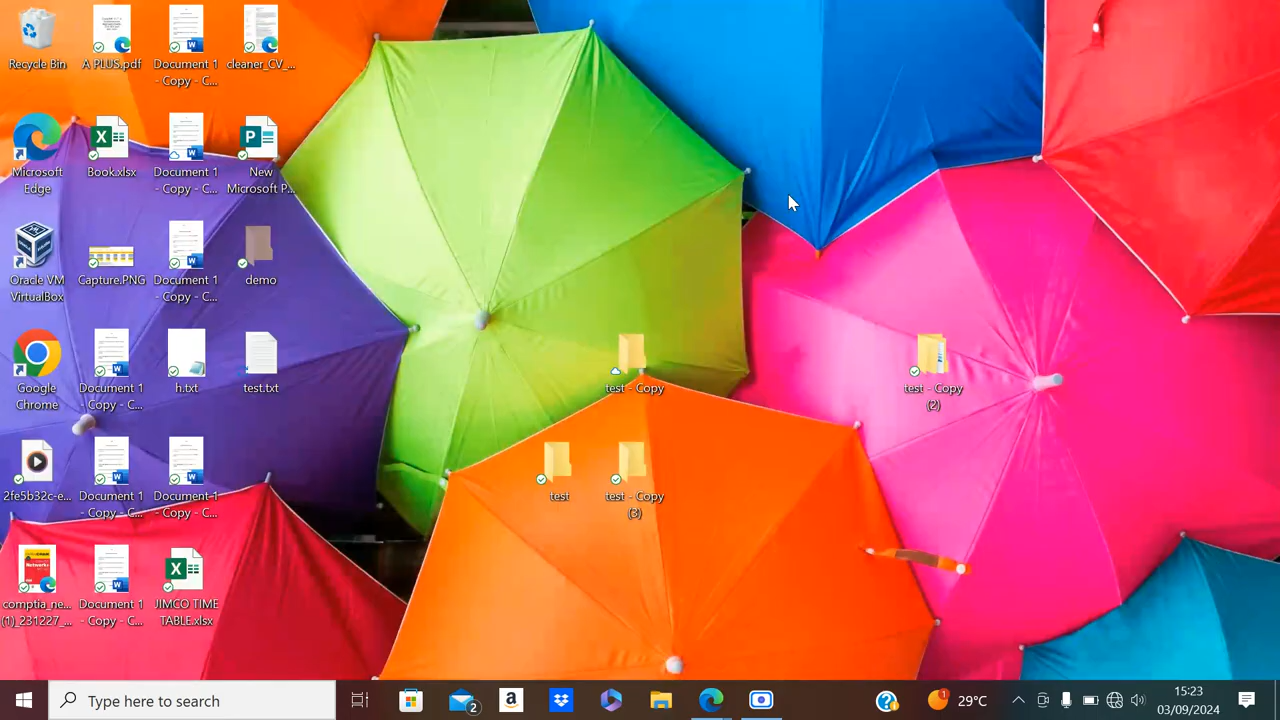 Recycle Bin
A PLUS.pdf
Document 1
- Copy - C...
cleaner_CV_...
Microsoft
Edge
Book.xlsx
Document 1
- Copy - C...
New
Microsoft P...
Oracle VM
VirtualBox
Capture.PNG
Document 1
- Copy - C...
demo
Google
Chrome
Document 1
- Copy - C...
h.txt
test.txt
test - Copy
test - Copy
(2)
2fe5b32c-e...
Document 1
- Copy - C...
Document 1
- Copy - C...
test
test - Copy
(3)
comptia_ne...
(1)_231227_...
Document 1
- Copy - C...
JIMCO TIME
TABLE.xlsx
Type here to search
2
1
29°C
15:23
03/09/2024